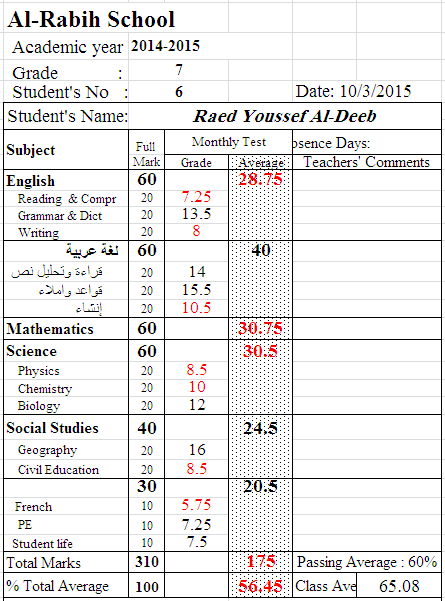 Al-Rabih School
Academic year 2014-2015
Grade : 7
Student's No : 6 Date: 10/3/2015
Student's Name: Raed Youssef Al-Deeb
Subject Full Mark Monthly Test bsence Days:
Grade Average Teachers' Comments
English 60 28.75
Reading & Compr 20 7.25
Grammar & Dict 20 13.5
Writing 20 8
لغة عربية 60 40
قراءة وتحليل نص 20 14
قواعد واملاء 20 15.5
إنشاء 20 10.5
Mathematics 60 30.75
Science 60 30.5
Physics 20 8.5
Chemistry 20 10
Biology 20 12
Social Studies 40 24.5
Geography 20 16
Civil Education 20 8.5
30 20.5
French 10 5.75
PE 10 7.25
Student life 10 7.5
Total Marks 310 175 Passing Average : 60%
% Total Average 100 56.45 Class Ave 65.08